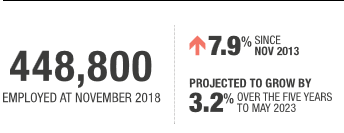 448,800
EMPLOYED AT NOVEMBER 2018
7.9% SINCE
NOV 2013
PROJECTED TO GROW BY
3.2% OVER THE FIVE YEARS
TO MAY 2023